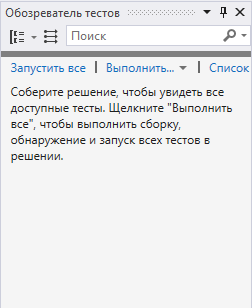 Обозреватель тестов
Поиск
Запустить все | Выполнить... | Список
Соберите решение, чтобы увидеть все
доступные тесты. Щелкните "Выполнить
все", чтобы выполнить сборку,
обнаружение и запуск всех тестов в
решении.